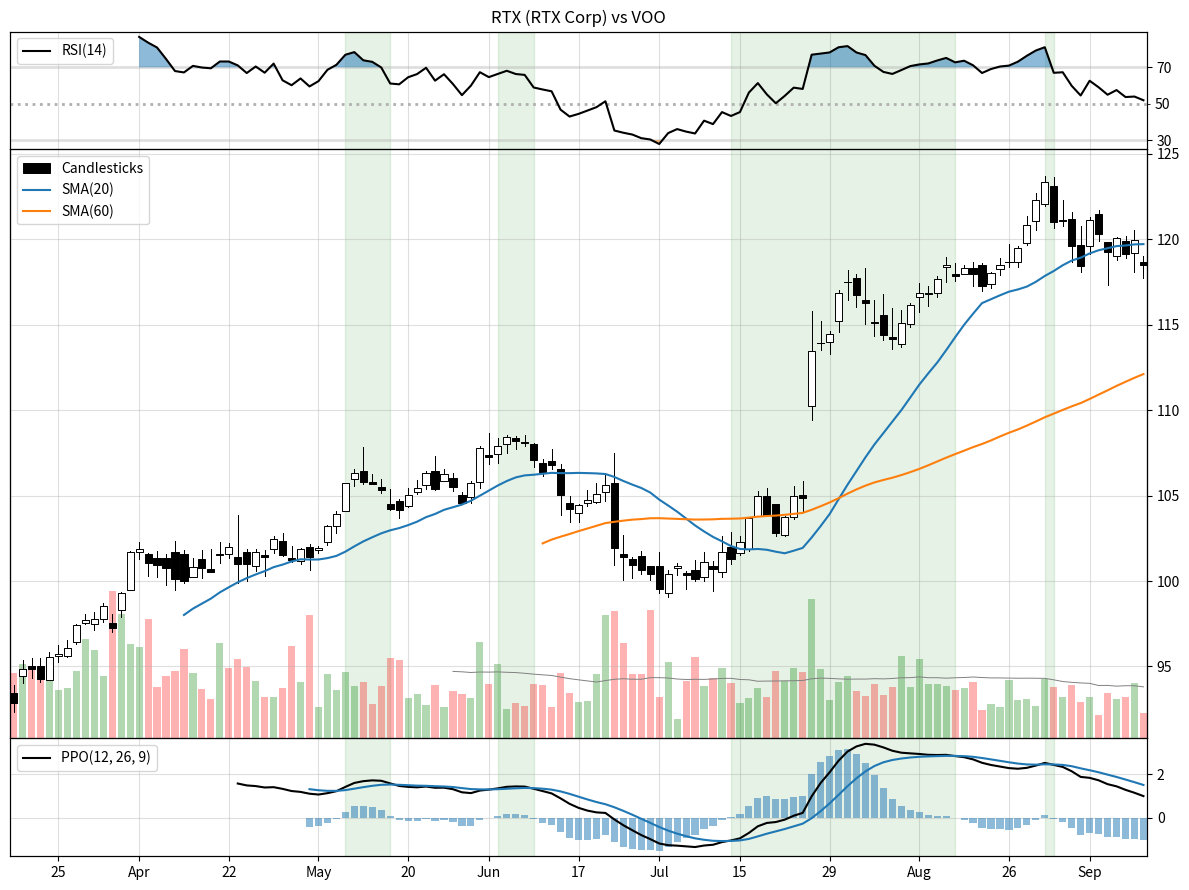 RTX (RTX Corp) vs VOO
RSI(14)
70
50
30
Candlesticks
SMA(20)
SMA(60)
125
120
115
110
105
100
95
PPO(12, 26, 9)
2
0
25 Apr 22 May 20 Jun 17 Jul 15 29 Aug 26 Sep